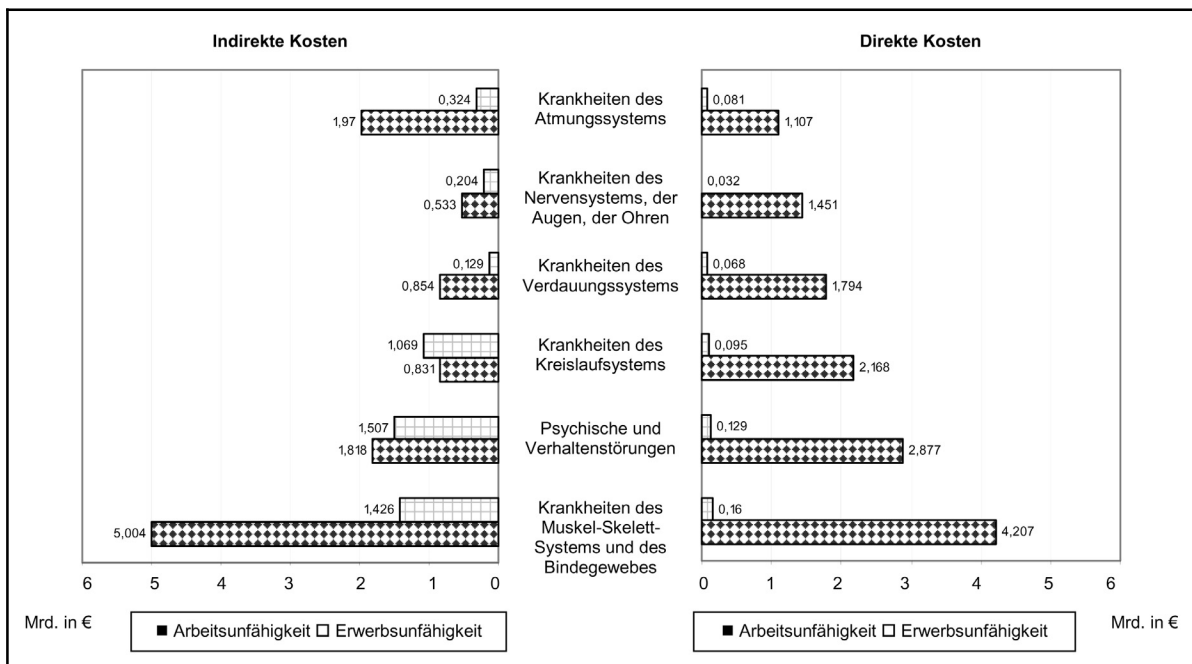 Indirekte Kosten
Direkte Kosten
0,324
1,97
Krankheiten des
Atmungssystems
0,081
1,107
0,204
0,533
Krankheiten des
Nervensystems, der
Augen, der Ohren
0,032
1,451
0,129
0,854
Krankheiten des
Verdauungssystems
0,068
1,794
1,069
0,831
Krankheiten des
Kreislaufsystems
0,095
2,168
1,507
1,818
Psychische und
Verhaltenstörungen
0,129
2,877
1,426
5,004
Krankheiten des
Muskel-Skelett-
Systems und des
Bindegewebes
0,16
4,207
6 5 4 3 2 1 0
0 1 2 3 4 5 6
Mrd. in €
Arbeitsunfähigkeit Erwerbsunfähigkeit
Arbeitsunfähigkeit Erwerbsunfähigkeit
Mrd. in €